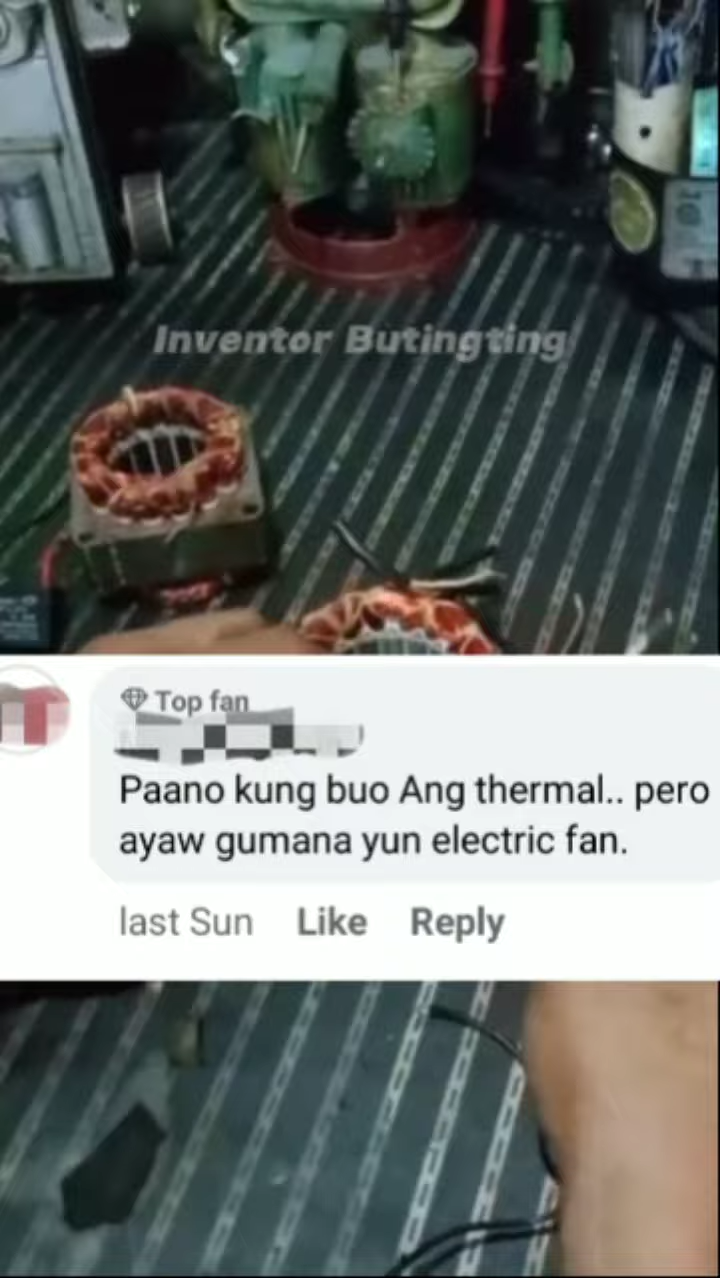 Inventor Butingting
Top fan
Paano kung buo Ang thermal.. pero
ayaw gumana yun electric fan.
last Sun Like Reply